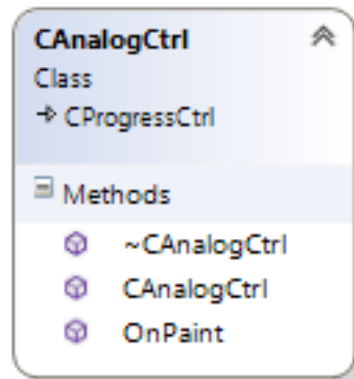 CAnalogCtrl
Class
CProgressCtrl
Methods
~CAnalogCtrl
CAnalogCtrl
OnPaint